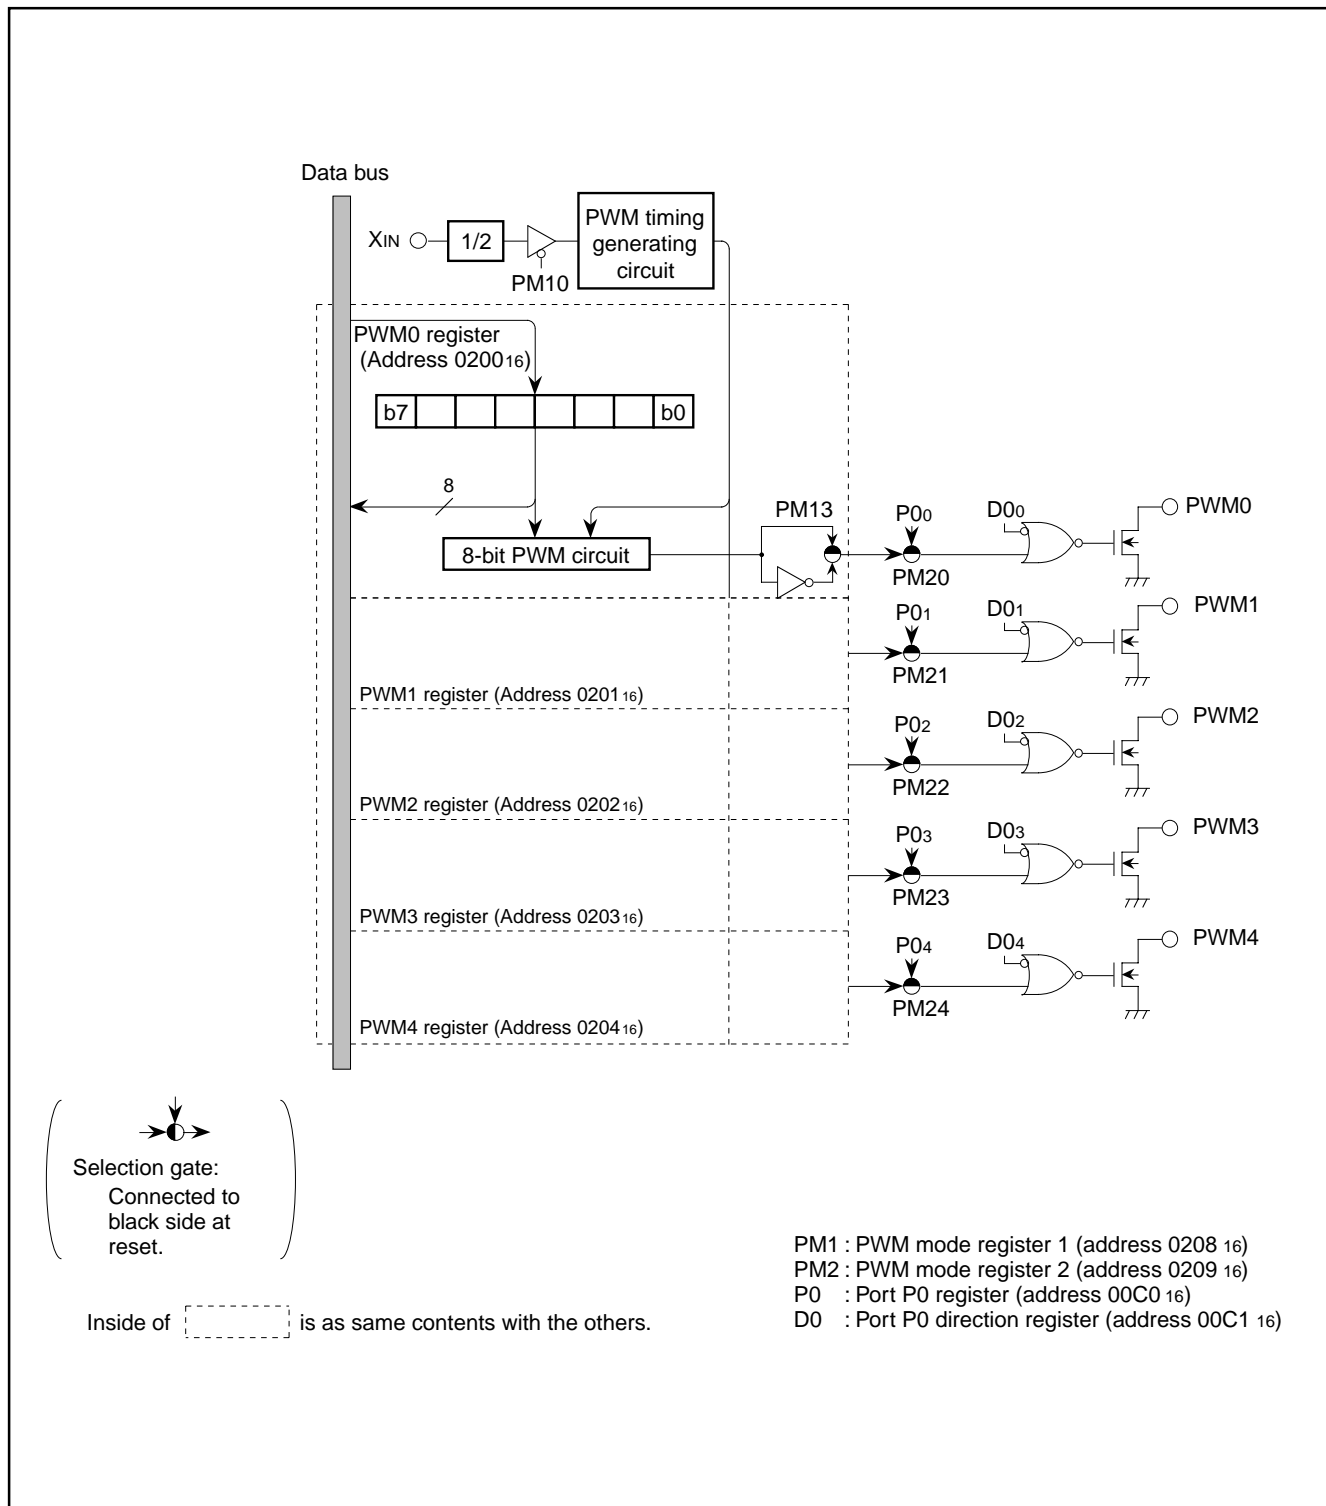 Data bus
XIN
1/2
PM10
PWM timing
generating
circuit
PWM0 register
(Address 020016)
b7
b0
8
8-bit PWM circuit
PM13
P00
PM20
D00
PWM0
P01
PM21
D01
PWM1
PWM1 register (Address 020116)
P02
PM22
D02
PWM2
PWM2 register (Address 020216)
P03
PM23
D03
PWM3
PWM3 register (Address 020316)
P04
PM24
D04
PWM4
PWM4 register (Address 020416)
Selection gate:
Connected to
black side at
reset.
Inside of is as same contents with the others.
PM1 : PWM mode register 1 (address 0208 16)
PM2 : PWM mode register 2 (address 0209 16)
P0 : Port P0 register (address 00C0 16)
D0 : Port P0 direction register (address 00C1 16)